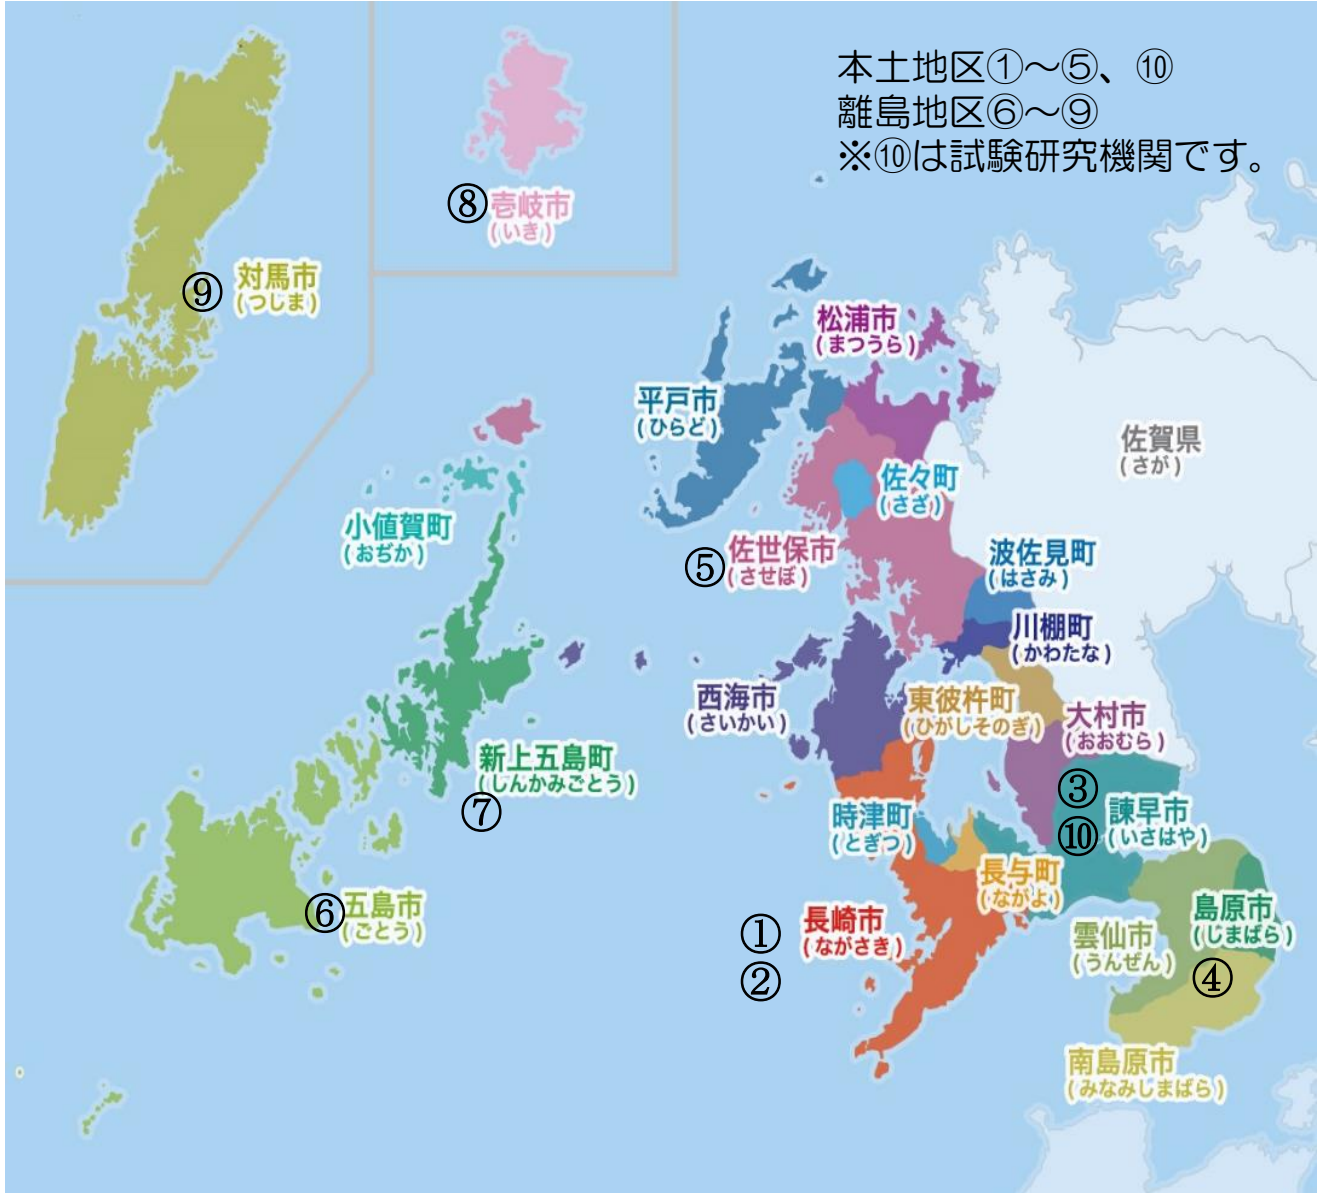 本土地区①～⑤、⑩
離島地区⑥～⑨
※⑩は試験研究機関です。
⑧壱岐市
(いき)
⑨ 対馬市
(つしま)
松浦市
(まつうら)
平戸市
(ひらど)
佐賀県
(さが)
佐々町
(さざ)
小値賀町
(おぢか)
⑤佐世保市
(させぼ)
波佐見町
(はさみ)
川棚町
(かわたな)
西海市
(さいかい)
東彼杵町
(ひがしそのぎ)
大村市
(おおむら)
新上五島町
(しんかみごとう)
⑦
③
⑩
諫早市
(いさはや)
時津町
(とぎつ)
長与町
(ながよ)
⑥五島市
(ごとう)
①
②
長崎市
(ながさき)
島原市
(しまばら)
雲仙市
(うんぜん)
④
南島原市
(みなみしまばら)